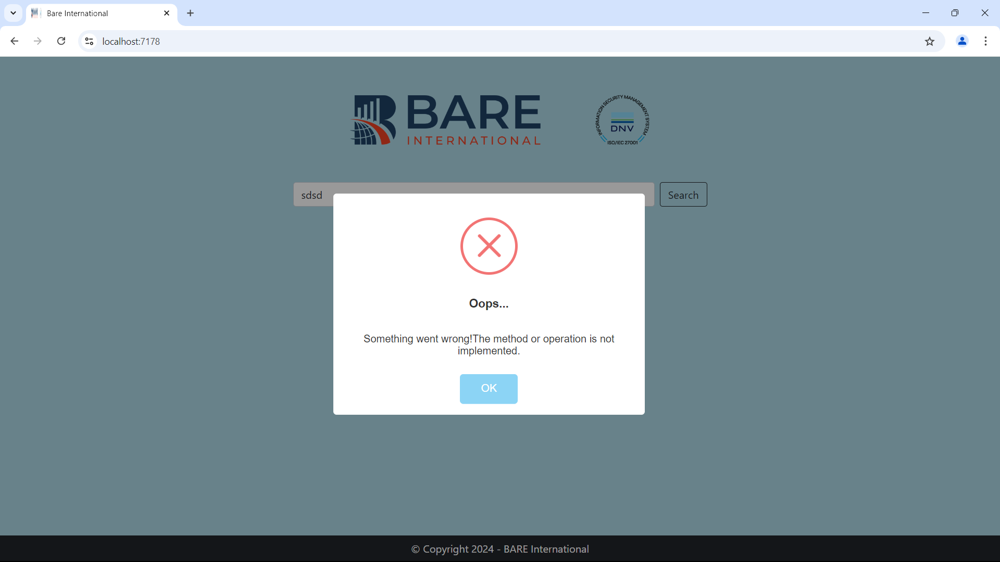 Bare International
localhost:7178
BARE
INTERNATIONAL
INFORMATION SECURITY MANAGEMENT SYSTEM
DNV
ISO/IEC 27001
sdsd
Search
Oops...
Something went wrong!The method or operation is not
implemented.
OK
© Copyright 2024 - BARE International